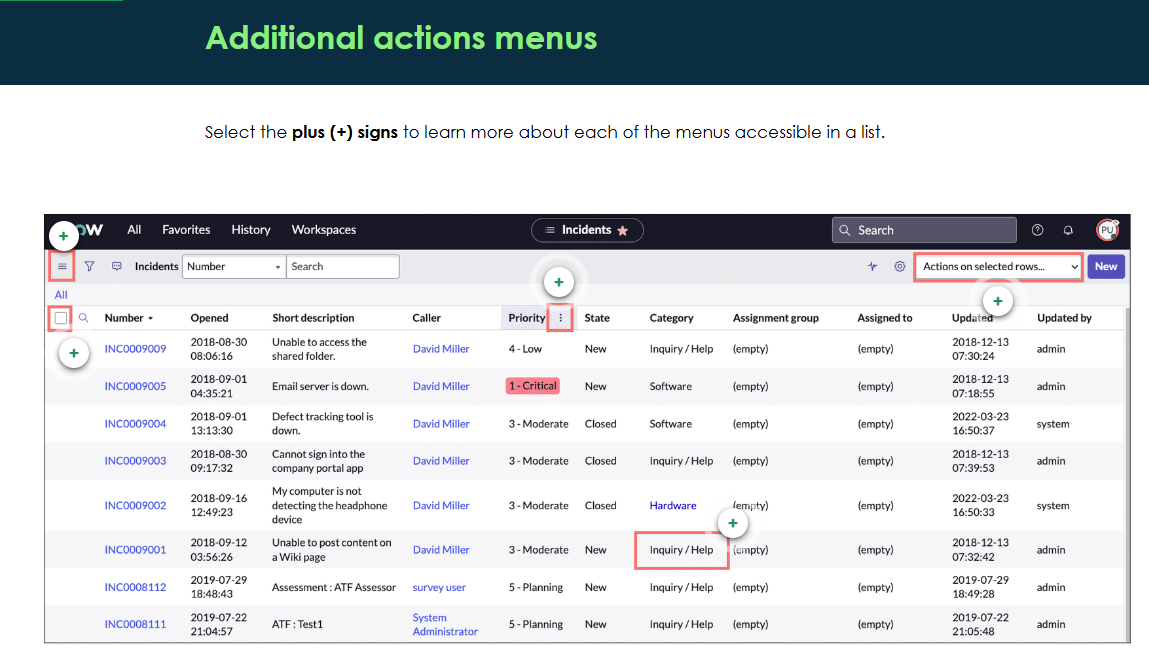 Additional actions menus
Select the plus (+) signs to learn more about each of the menus accessible in a list.
All Favorites History Workspaces Incidents Search PU
Incidents Number Search Actions on selected rows... New
All
Number Opened Short description Caller Priority State Category Assignment group Assigned to Updated Updated by
INC0009009 2018-08-30 08:06:16 Unable to access the shared folder. David Miller 4 - Low New Inquiry / Help (empty) (empty) 2018-12-13 07:30:24 admin
INC0009005 2018-09-01 04:35:21 Email server is down. David Miller 1 - Critical New Software (empty) (empty) 2018-12-13 07:18:55 admin
INC0009004 2018-09-01 13:13:30 Defect tracking tool is down. David Miller 3 - Moderate Closed Software (empty) (empty) 2022-03-23 16:50:37 system
INC0009003 2018-08-30 09:17:32 Cannot sign into the company portal app David Miller 3 - Moderate Closed Inquiry / Help (empty) (empty) 2018-12-13 07:39:53 admin
INC0009002 2018-09-16 12:49:23 My computer is not detecting the headphone device David Miller 3 - Moderate Closed Hardware (empty) (empty) 2022-03-23 16:50:33 system
INC0009001 2018-09-12 03:56:26 Unable to post content on a Wiki page David Miller 3 - Moderate New Inquiry / Help (empty) (empty) 2018-12-13 07:32:42 admin
INC0008112 2019-07-29 18:48:43 Assessment : ATF Assessor survey user 5 - Planning New Inquiry / Help (empty) (empty) 2019-07-29 18:49:28 admin
INC0008111 2019-07-22 21:04:57 ATF : Test1 System Administrator 5 - Planning New Inquiry / Help (empty) (empty) 2019-07-22 21:05:48 admin